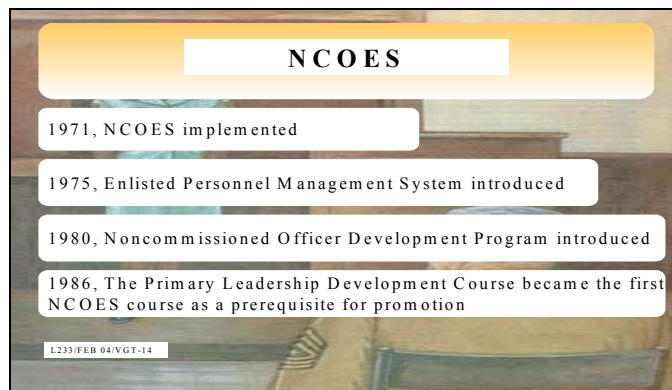 NCOES
1971, NCOES implemented
1975, Enlisted Personnel Management System introduced
1980, Noncommissioned Officer Development Program introduced
1986, The Primary Leadership Development Course became the first
NCOES course as a prerequisite for promotion
L233/FEB 04/VGT-14